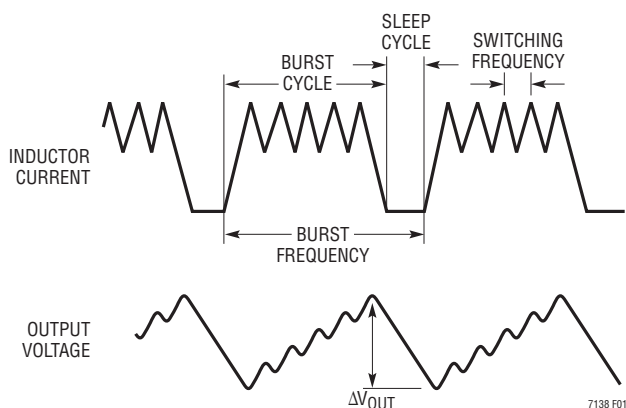 SLEEP
CYCLE
BURST
CYCLE
SWITCHING
FREQUENCY
INDUCTOR
CURRENT
BURST
FREQUENCY
OUTPUT
VOLTAGE
ΔVOUT
7138 F01